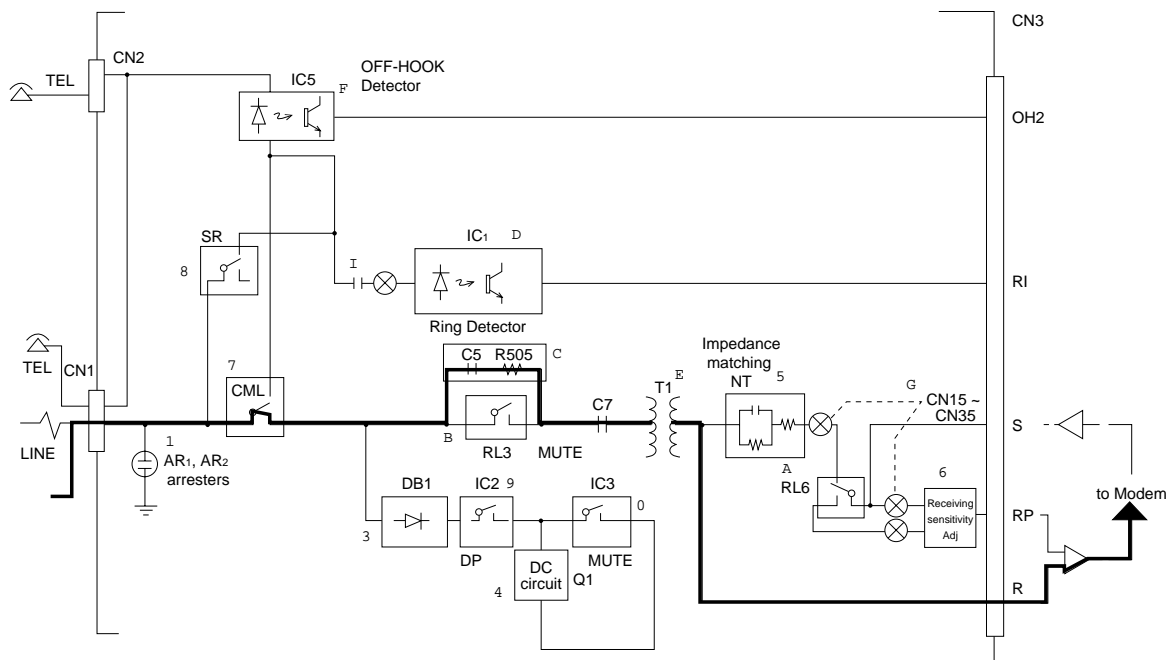 CN3
CN2
TEL
IC5
OFF-HOOK
Detector
F
OH2
SR
8
I
IC1
D
RI
Ring Detector
TEL
CN1
7
CML
C5
R505
C
Impedance
matching
NT
5
T1
E
G
CN15 ~
CN35
C7
LINE
1
AR1, AR2
arresters
B
RL3
MUTE
S
A
RL6
6
Receiving
sensitivity
Adj
to Modem
RP
DB1
IC2
9
IC3
0
3
DP
MUTE
DC
circuit
Q1
4
R